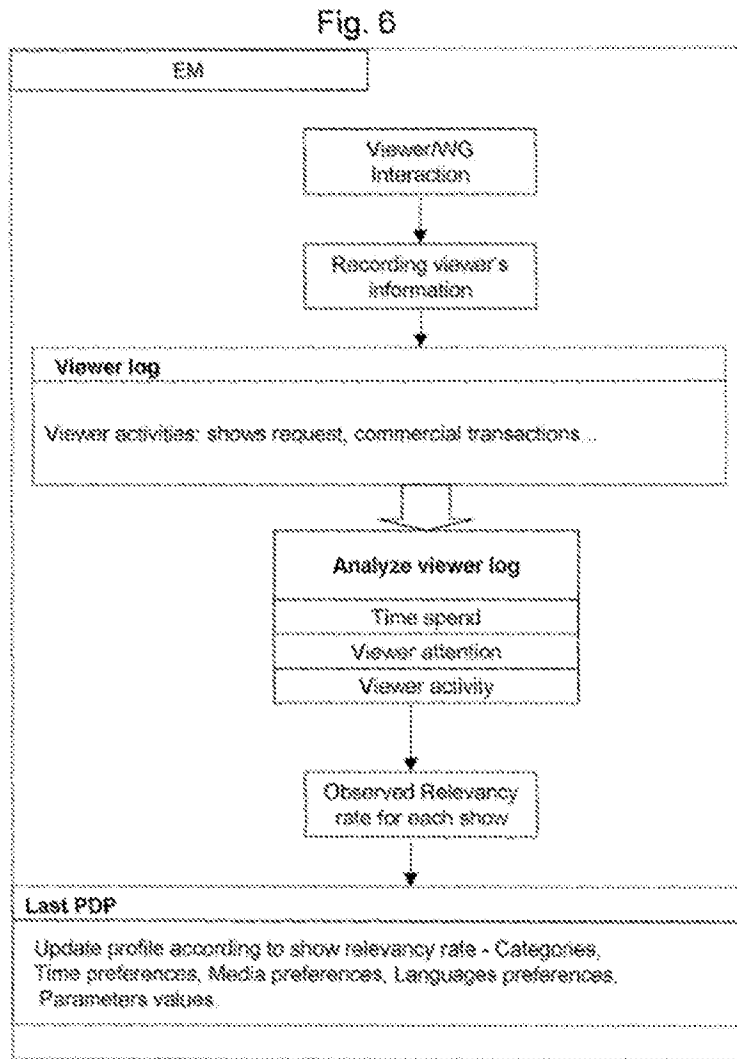 Fig. 6
EM
Viewer/WG
Interaction
Recording viewer's
information
Viewer log
Viewer activities: shows request, commercial transactions...
Analyze viewer log
Time spend
Viewer attention
Viewer activity
Observed Relevancy
rate for each show
Last PDP
Update profile according to show relevancy rate - Categories,
Time preferences, Media preferences, Languages preferences,
Parameters values.